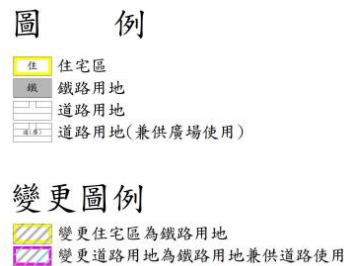 圖 例
住 住宅區
鐵 鐵路用地
道路用地
道(廣) 道路用地(兼供廣場使用)
變更圖例
變更住宅區為鐵路用地
變更道路用地為鐵路用地兼供道路使用